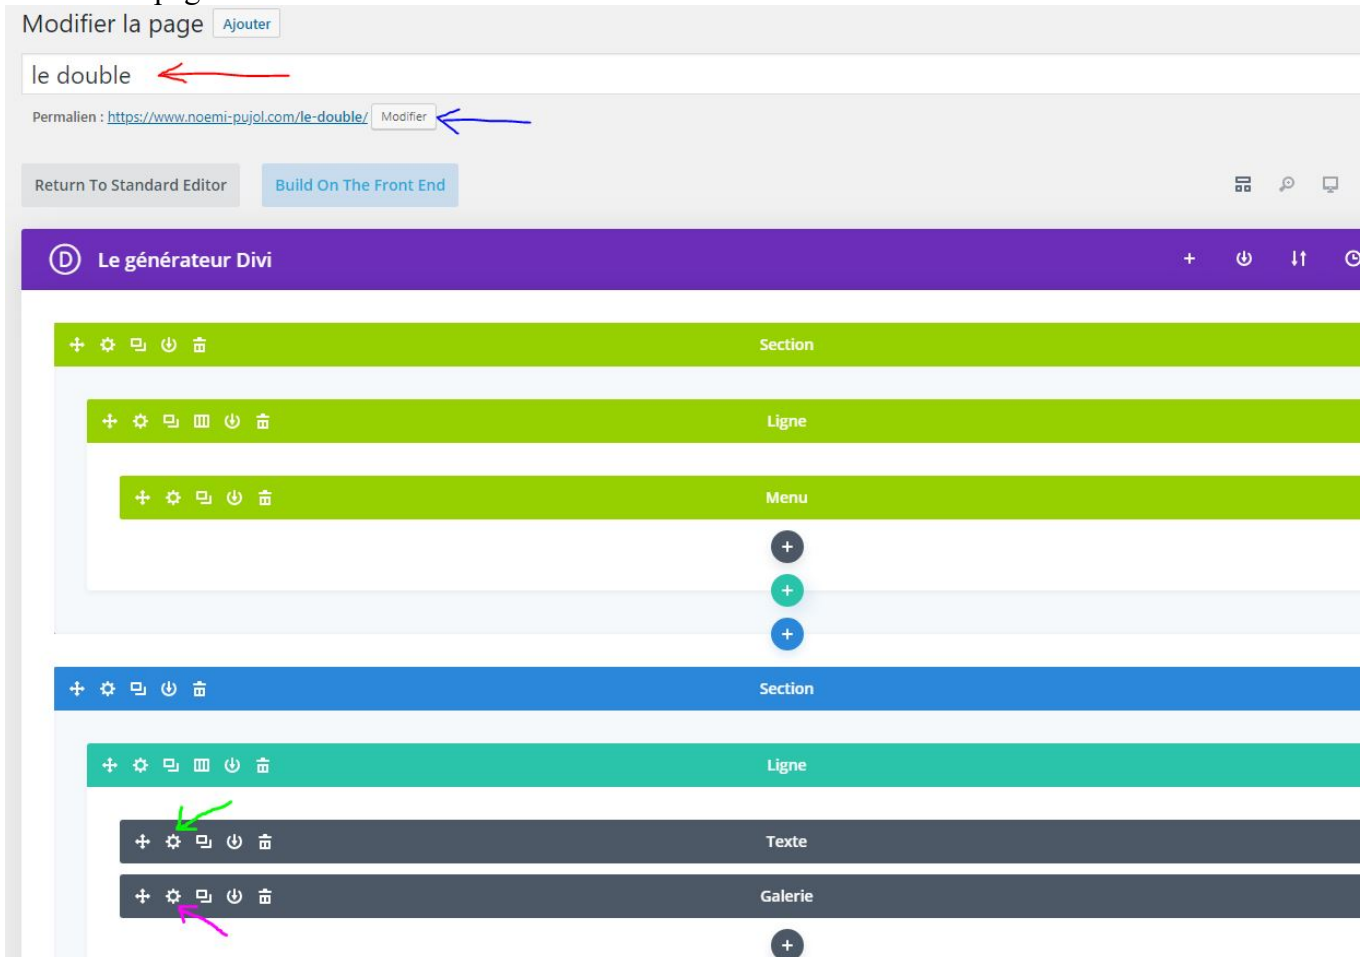 Modifier la page Ajouter
le double
Permalien : https://www.noemi-pujol.com/le-double/ Modifier
Return To Standard Editor Build On The Front End
D Le générateur Divi
Section
Ligne
Menu
Section
Ligne
Texte
Galerie